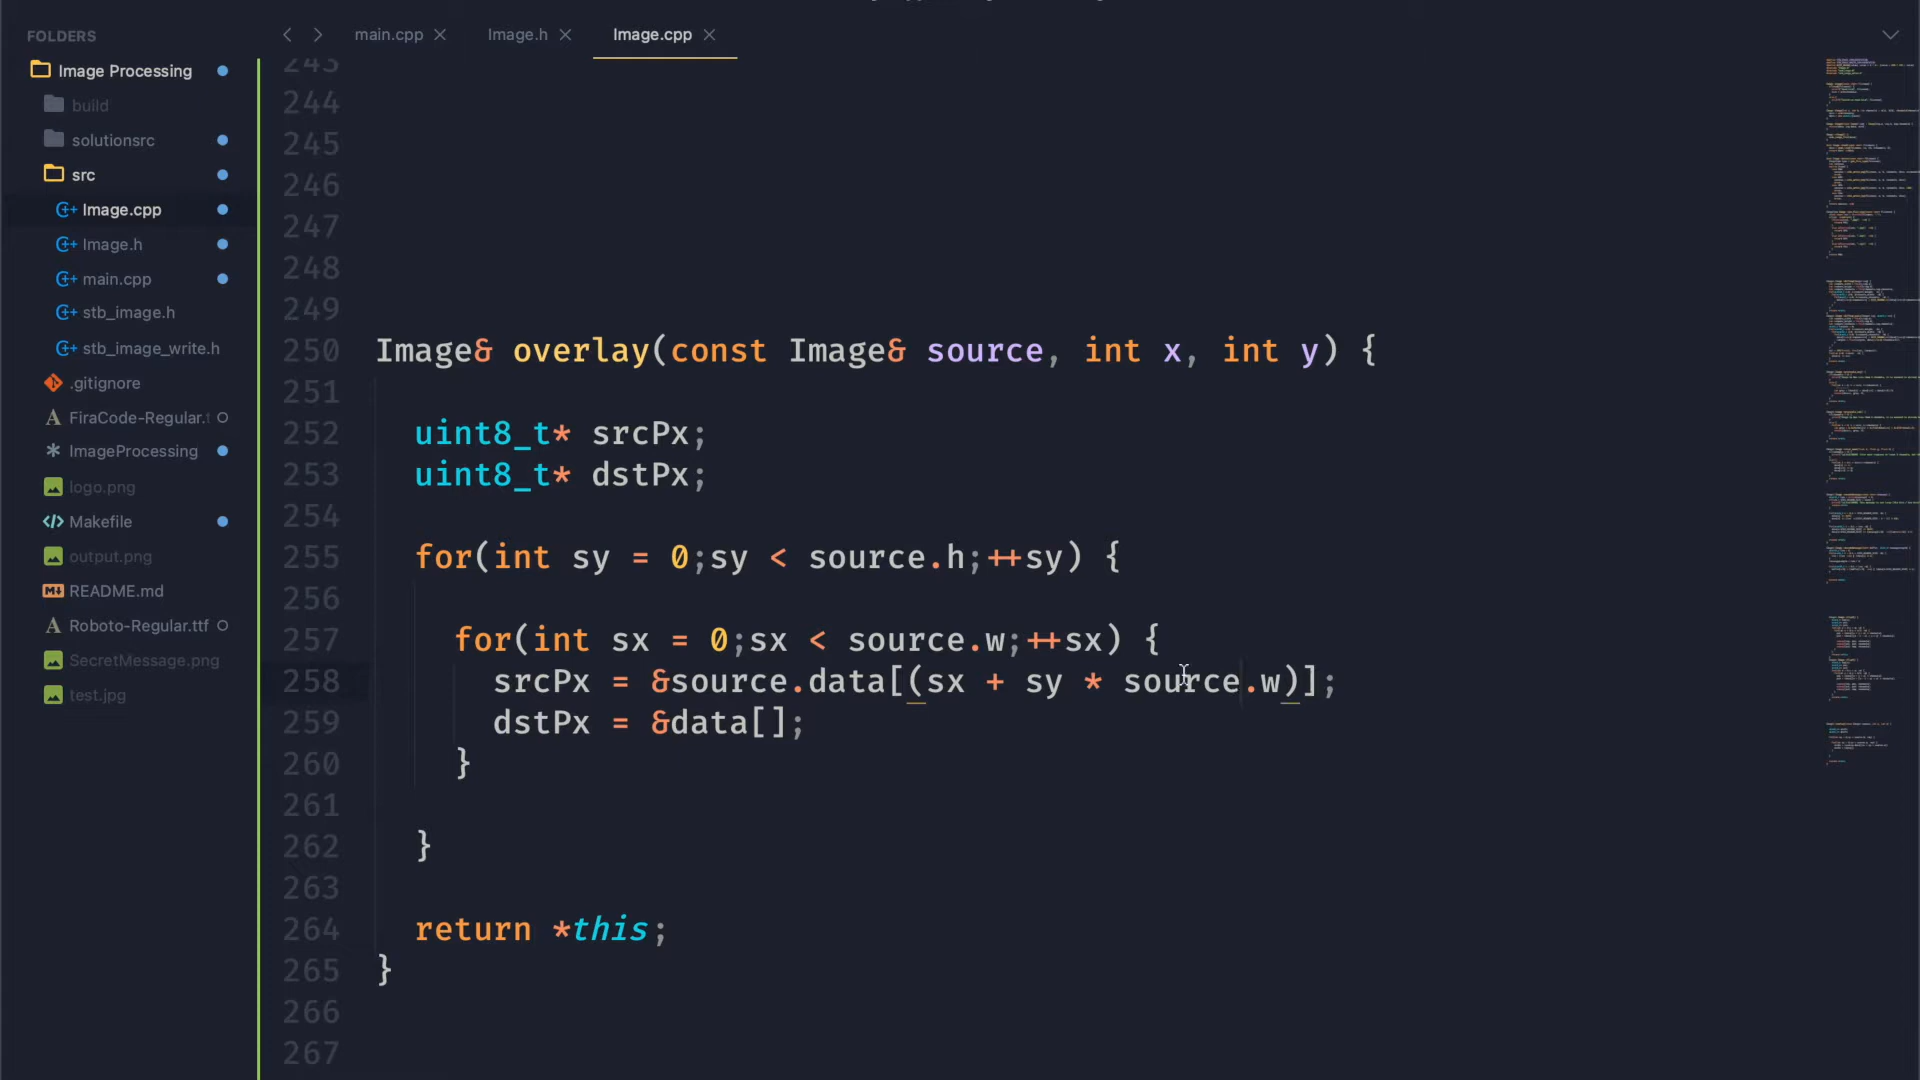 FOLDERS
Image Processing
build
solutionsrc
src
Image.cpp
Image.h
main.cpp
stb_image.h
stb_image_write.h
.gitignore
FiraCode-Regular.
ImageProcessing
logo.png
Makefile
output.png
README.md
Roboto-Regular.ttf
SecretMessage.png
test.jpg
main.cpp Image.h Image.cpp
243
244
245
246
247
248
249
250 Image& overlay(const Image& source, int x, int y) {
251
252 uint8_t* srcPx;
253 uint8_t* dstPx;
254
255 for(int sy = 0;sy < source.h;++sy) {
256
257 for(int sx = 0;sx < source.w;++sx) {
258 srcPx = &source.data[(sx + sy * source.w)];
259 dstPx = &data[];
260 }
261
262 }
263
264 return *this;
265 }
266
267